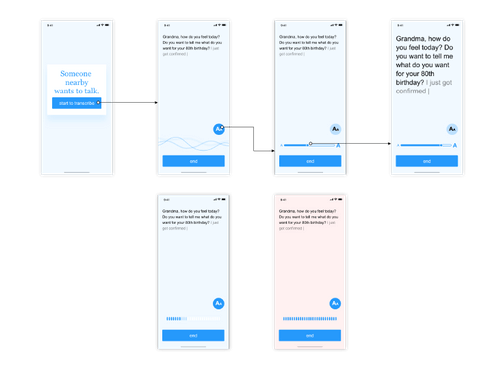 9:41
Someone
nearby
wants to talk.
start to transcribe
9:41
Grandma, how do you feel today?
Do you want to tell me what do you
want for your 80th birthday? I just
got confirmed |
AA
end
9:41
Grandma, how do you feel today?
Do you want to tell me what do you
want for your 80th birthday? I just
got confirmed |
AA
A
A
end
9:41
Grandma, how do
you feel today? Do
you want to tell me
what do you want
for your 80th
birthday? I just got
confirmed |
AA
A
A
end
9:41
Grandma, how do you feel today?
Do you want to tell me what do you
want for your 80th birthday? I just
got confirmed |
AA
end
9:41
Grandma, how do you feel today?
Do you want to tell me what do you
want for your 80th birthday? I just
got confirmed |
AA
end